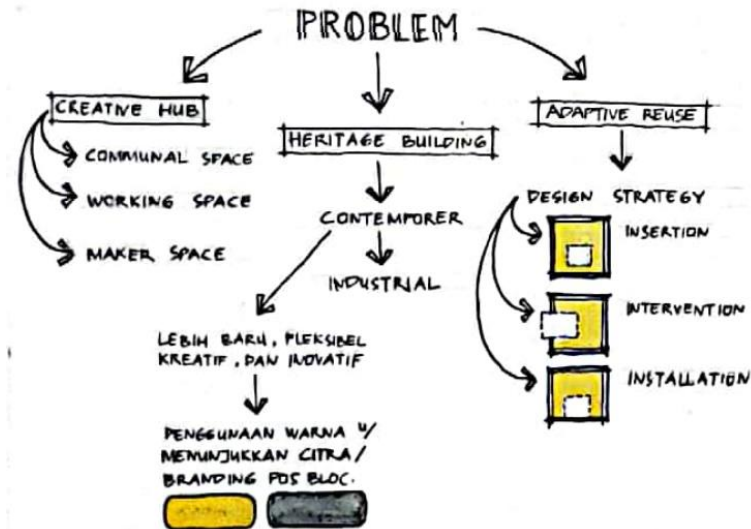 PROBLEM
CREATIVE HUB
COMMUNAL SPACE
WORKING SPACE
MAKER SPACE
HERITAGE BUILDING
CONTEMPORER
INDUSTRIAL
LEBIH BARU, FLEKSIBEL
KREATIF, DAN INOVATIF
PENGGUNAAN WARNA U/
MENUNJUKKAN CITRA/
BRANDING POS BLOC.
ADAPTIVE REUSE
DESIGN STRATEGY
INSERTION
INTERVENTION
INSTALLATION